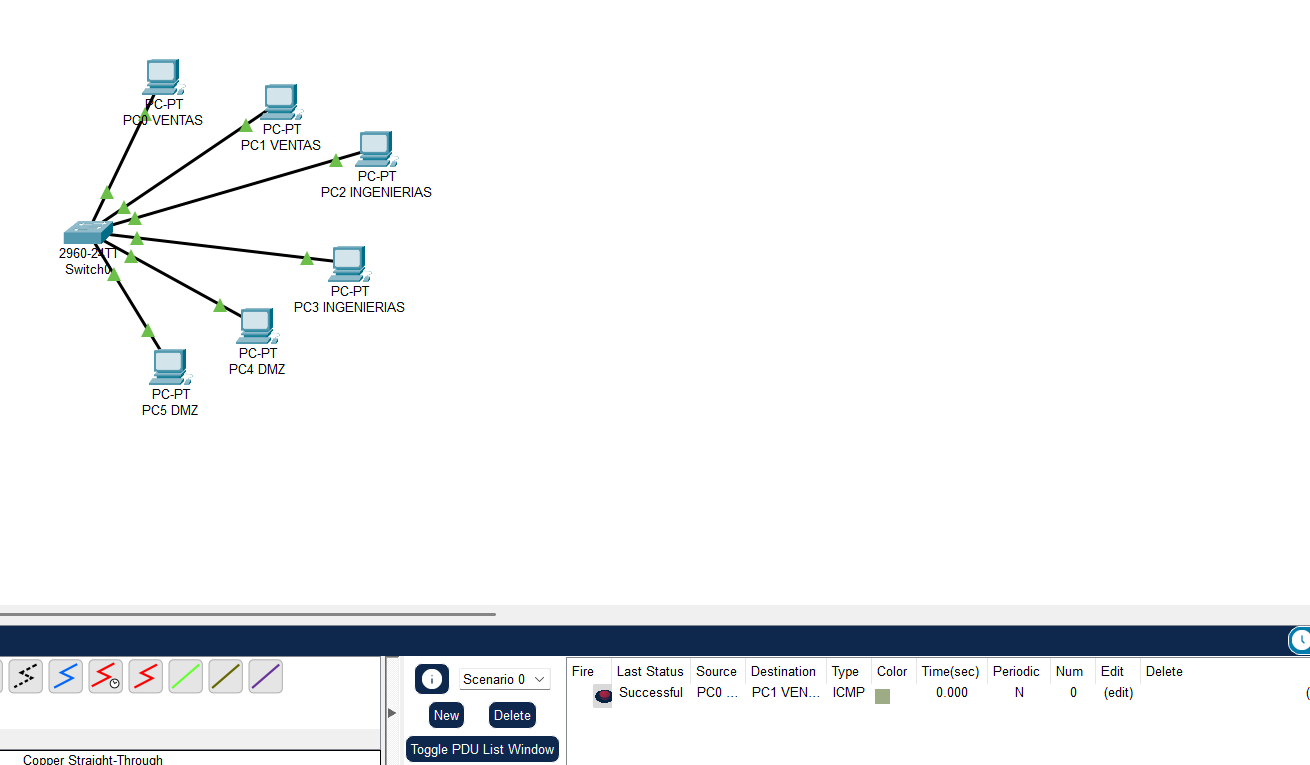 PC-PT
PC0 VENTAS
PC-PT
PC1 VENTAS
PC-PT
PC2 INGENIERIAS
2960-24TT
Switch0
PC-PT
PC3 INGENIERIAS
PC-PT
PC4 DMZ
PC-PT
PC5 DMZ
Scenario 0
New Delete
Toggle PDU List Window
Fire Last Status Source Destination Type Color Time(sec) Periodic Num Edit Delete
Successful PC0 ... PC1 VEN... ICMP 0.000 N 0 (edit) (
Copper Straight-Through